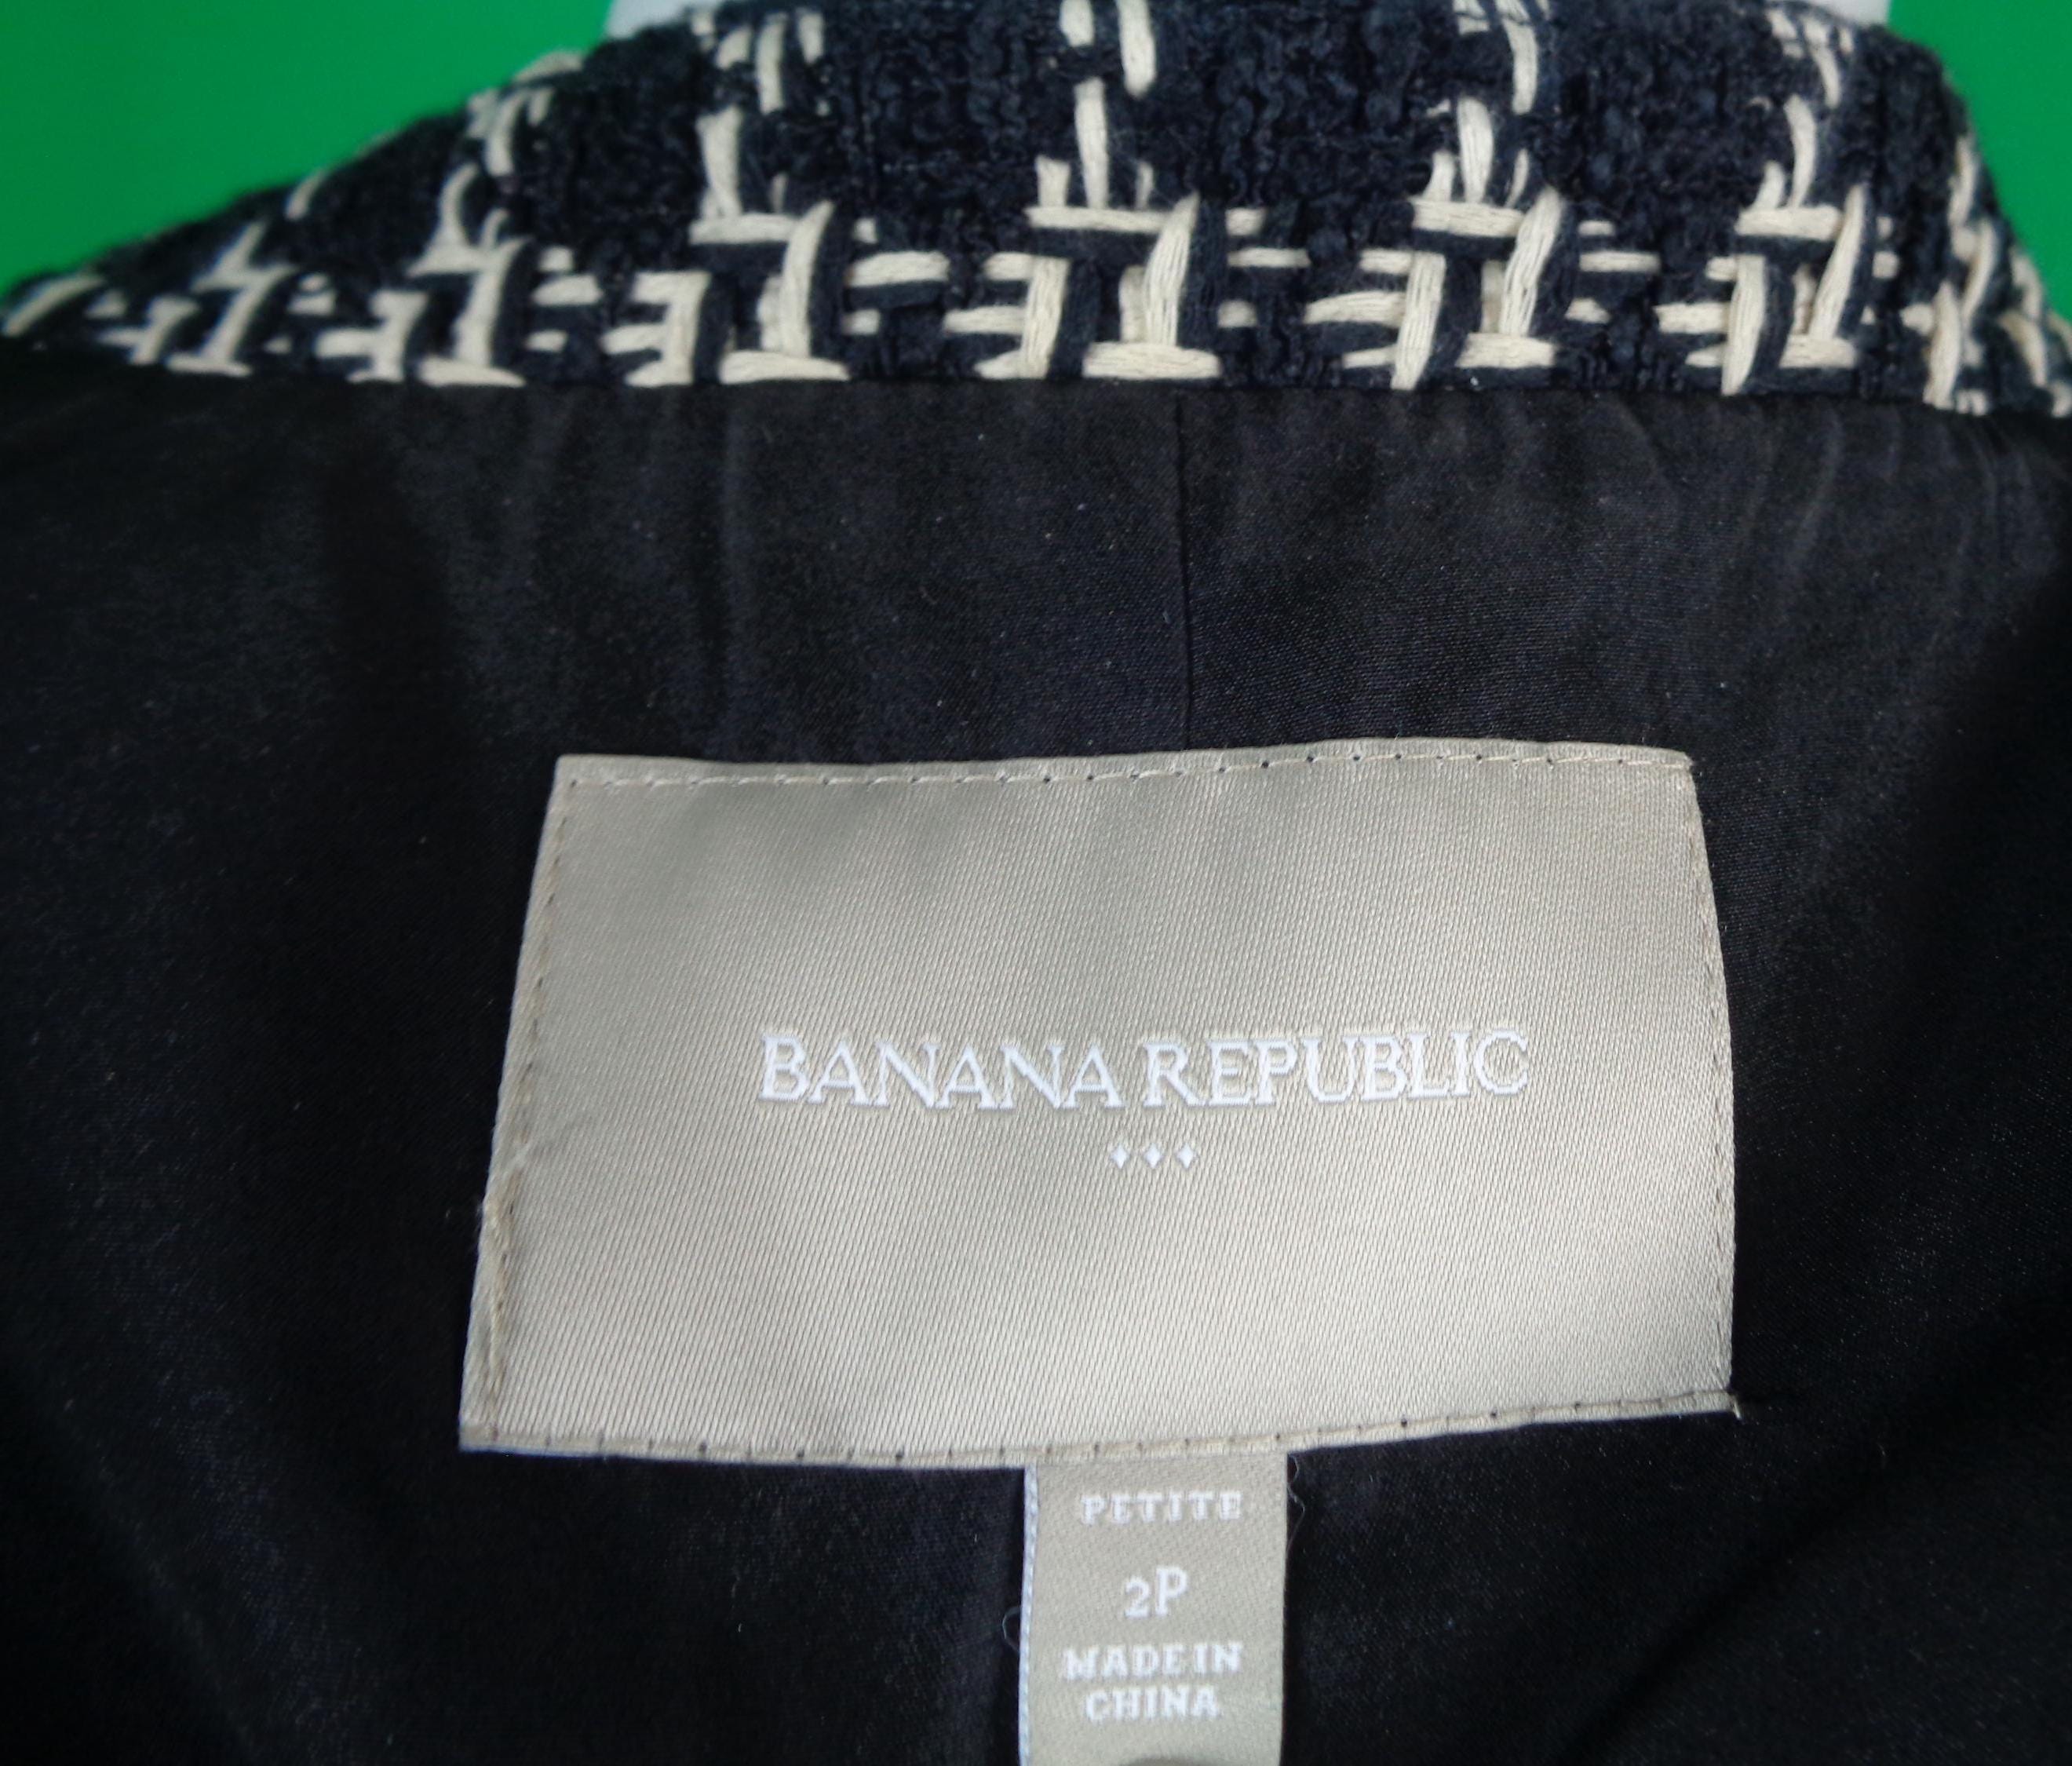 BANANA REPUBLIC
PETITE
2P
MADE IN
CHINA